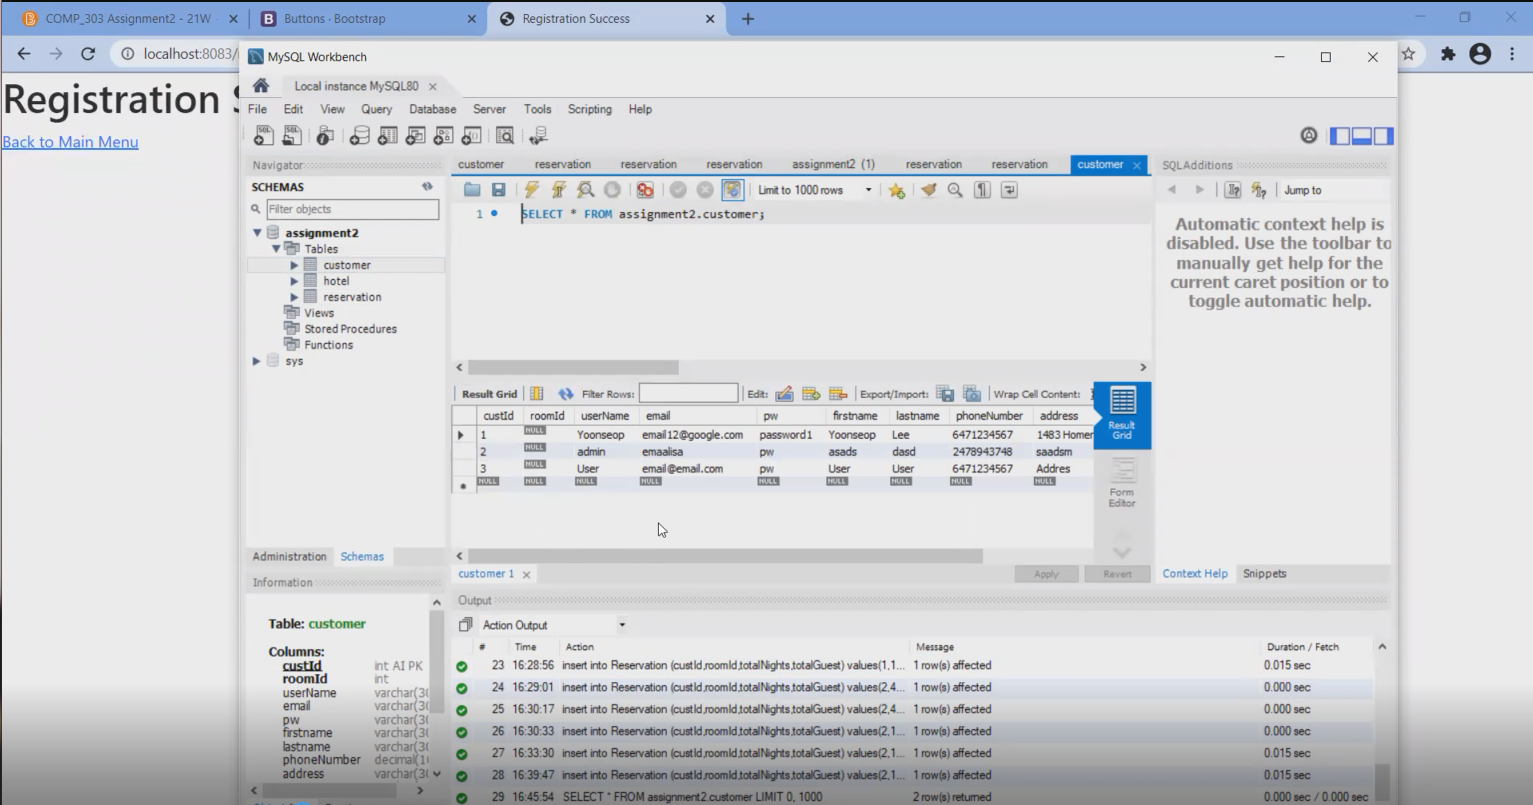 COMP_303 Assignment2 - 21W
Buttons · Bootstrap
Registration Success
localhost:8083/
MySQL Workbench
Registration S
Back to Main Menu
Local instance MySQL80
File Edit View Query Database Server Tools Scripting Help
Navigator
SCHEMAS
Filter objects
assignment2
Tables
customer
hotel
reservation
Views
Stored Procedures
Functions
sys
Administration Schemas
Information
Table: customer
Columns:
custId int AI PK
roomId int
userName varchar(30
email varchar(30
pw varchar(30
firstname varchar(30
lastname varchar(30
phoneNumber decimal(10
address varchar(30
customer reservation reservation reservation assignment2 (1) reservation reservation customer
Limit to 1000 rows
1 SELECT * FROM assignment2.customer;
Result Grid Filter Rows: Edit: Export/Import: Wrap Cell Content:
custId roomId userName email pw firstname lastname phoneNumber address
1 NULL Yoonseop email12@google.com password1 Yoonseop Lee 6471234567 1483 Homer
2 NULL admin emaalisa pw asads dasd 2478943748 saadsm
3 NULL User email@email.com pw User User 6471234567 Addres
NULL NULL NULL NULL NULL NULL NULL NULL NULL
Result
Grid
Form
Editor
customer 1 Apply Revert
SQLAdditions
Jump to
Automatic context help is
disabled. Use the toolbar to
manually get help for the
current caret position or to
toggle automatic help.
Context Help Snippets
Output
Action Output
# Time Action Message Duration / Fetch
23 16:28:56 insert into Reservation (custId,roomId,totalNights,totalGuest) values(1,1... 1 row(s) affected 0.015 sec
24 16:29:01 insert into Reservation (custId,roomId,totalNights,totalGuest) values(2,4... 1 row(s) affected 0.000 sec
25 16:30:17 insert into Reservation (custId,roomId,totalNights,totalGuest) values(2,4... 1 row(s) affected 0.000 sec
26 16:30:33 insert into Reservation (custId,roomId,totalNights,totalGuest) values(2,1... 1 row(s) affected 0.000 sec
27 16:33:30 insert into Reservation (custId,roomId,totalNights,totalGuest) values(2,1... 1 row(s) affected 0.015 sec
28 16:39:47 insert into Reservation (custId,roomId,totalNights,totalGuest) values(2,1... 1 row(s) affected 0.015 sec
29 16:45:54 SELECT * FROM assignment2.customer LIMIT 0, 1000 2 row(s) returned 0.000 sec / 0.000 sec